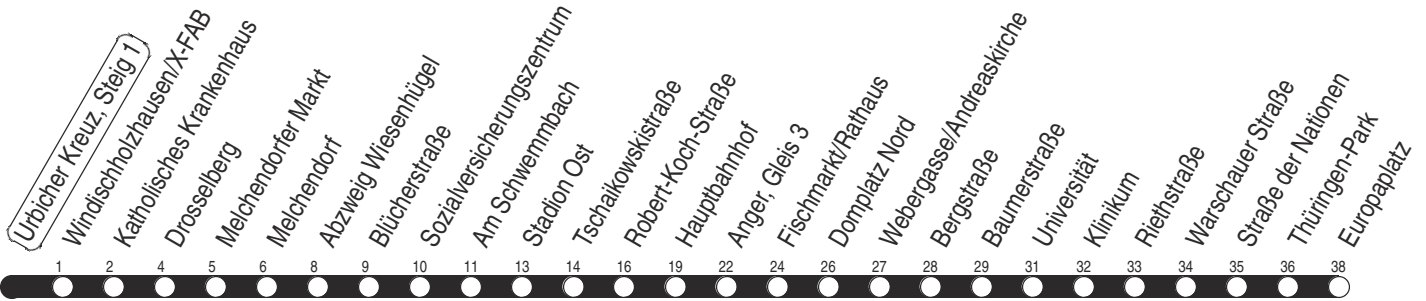 Urbicher Kreuz, Steig 1
Windischholzhausen/X-FAB
Katholisches Krankenhaus
Drosselberg
Melchendorfer Markt
Melchendorf
Abzweig Wiesenhügel
Blücherstraße
Sozialversicherungszentrum
Am Schwemmbach
Stadion Ost
Tschaikowskistraße
Robert-Koch-Straße
Hauptbahnhof
Anger, Gleis 3
Fischmarkt/Rathaus
Domplatz Nord
Webergasse/Andreaskirche
Bergstraße
Baumerstraße
Universität
Klinikum
Riethstraße
Warschauer Straße
Straße der Nationen
Thüringen-Park
Europaplatz
1 2 4 5 6 8 9 10 11 13 14 16 19 22 24 26 27 28 29 31 32 33 34 35 36 38